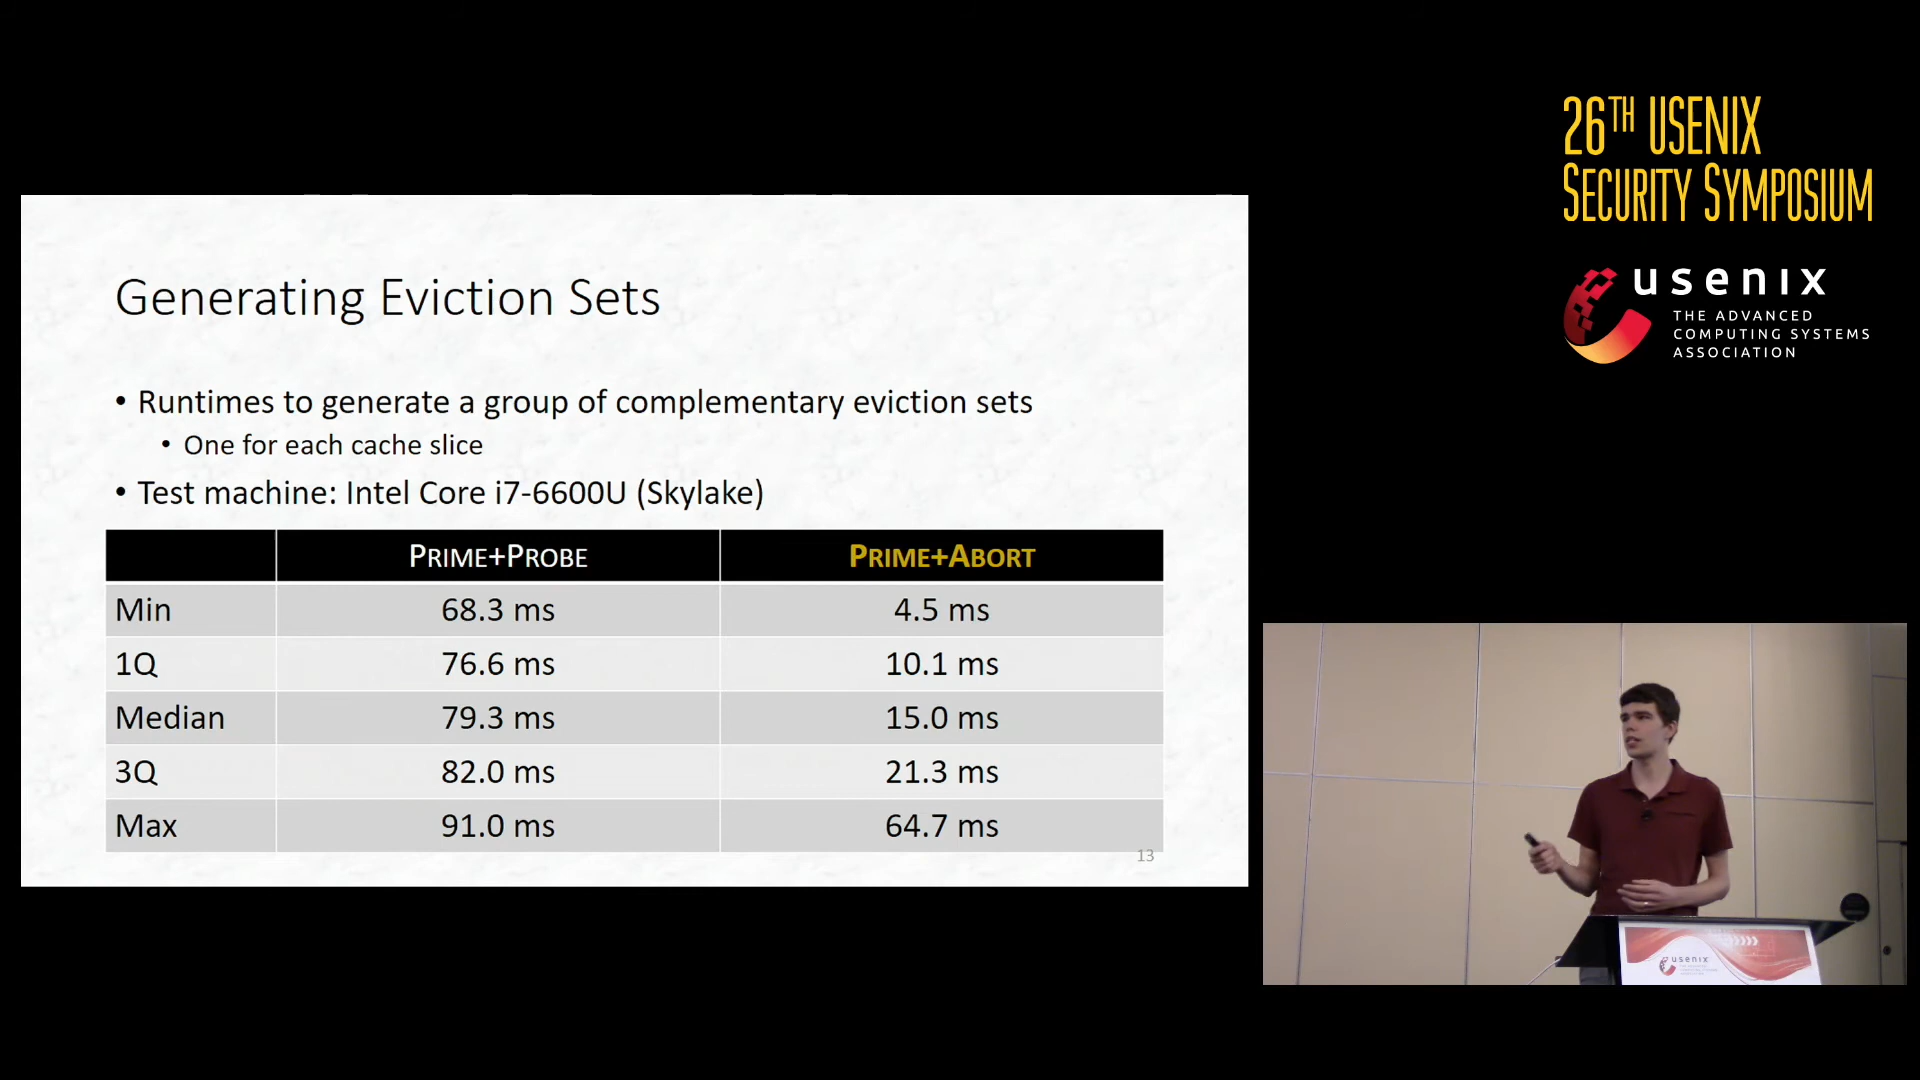 26TH USENIX
SECURITY SYMPOSIUM
usenix
THE ADVANCED
COMPUTING SYSTEMS
ASSOCIATION
Generating Eviction Sets
• Runtimes to generate a group of complementary eviction sets
• One for each cache slice
• Test machine: Intel Core i7-6600U (Skylake)
PRIME+PROBE PRIME+ABORT
Min 68.3 ms 4.5 ms
1Q 76.6 ms 10.1 ms
Median 79.3 ms 15.0 ms
3Q 82.0 ms 21.3 ms
Max 91.0 ms 64.7 ms
13
usenix